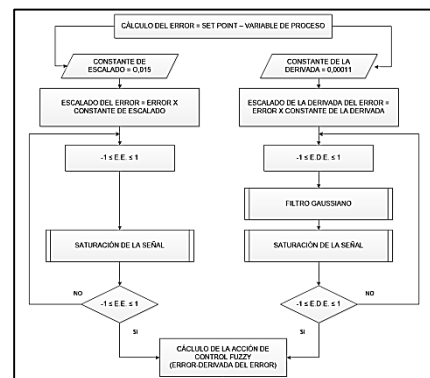 CÁLCULO DEL ERROR = SET POINT – VARIABLE DE PROCESO
CONSTANTE DE
ESCALADO = 0,015
CONSTANTE DE LA
DERIVADA = 0,00011
ESCALADO DEL ERROR = ERROR X
CONSTANTE DE ESCALADO
ESCALADO DE LA DERIVADA DEL ERROR =
ERROR X CONSTANTE DE LA DERIVADA
-1 ≤ E.E. ≤ 1
-1 ≤ E.D.E. ≤ 1
FILTRO GAUSSIANO
SATURACIÓN DE LA SEÑAL
SATURACIÓN DE LA SEÑAL
NO
-1 ≤ E.E. ≤ 1
-1 ≤ E.D.E. ≤ 1
NO
SI
SI
CÁCLULO DE LA ACCIÓN DE
CONTROL FUZZY
(ERROR-DERIVADA DEL ERROR)